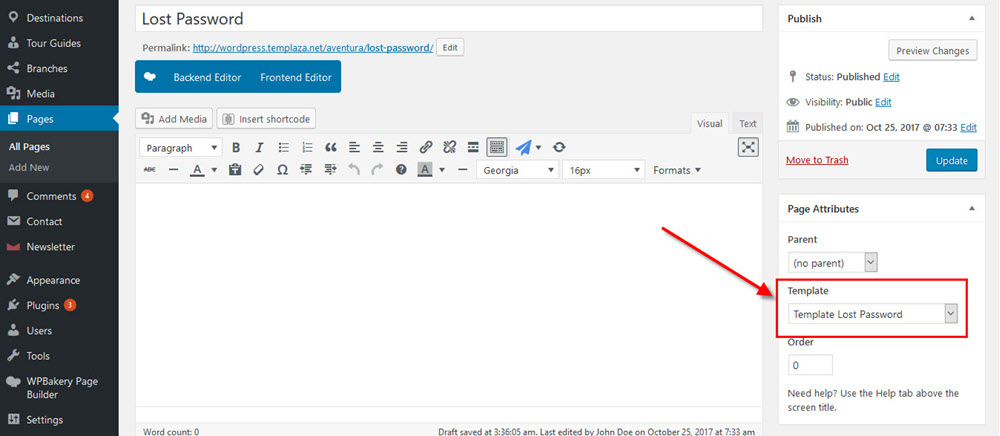 Destinations
Tour Guides
Branches
Media
Pages
All Pages
Add New
Comments 4
Contact
Newsletter
Appearance
Plugins 3
Users
Tools
WPBakery Page
Builder
Settings
Lost Password
Permalink: http://wordpress.templaza.net/aventura/lost-password/ Edit
Backend Editor Frontend Editor
Add Media Insert shortcode
Visual Text
Paragraph B I
ABC A Ω A Georgia 16px Formats
Word count: 0 Draft saved at 3:36:05 am. Last edited by John Doe on October 25, 2017 at 7:33 am
Publish
Preview Changes
Status: Published Edit
Visibility: Public Edit
Published on: Oct 25, 2017 @ 07:33 Edit
Move to Trash Update
Page Attributes
Parent
(no parent)
Template
Template Lost Password
Order
0
Need help? Use the Help tab above the
screen title.